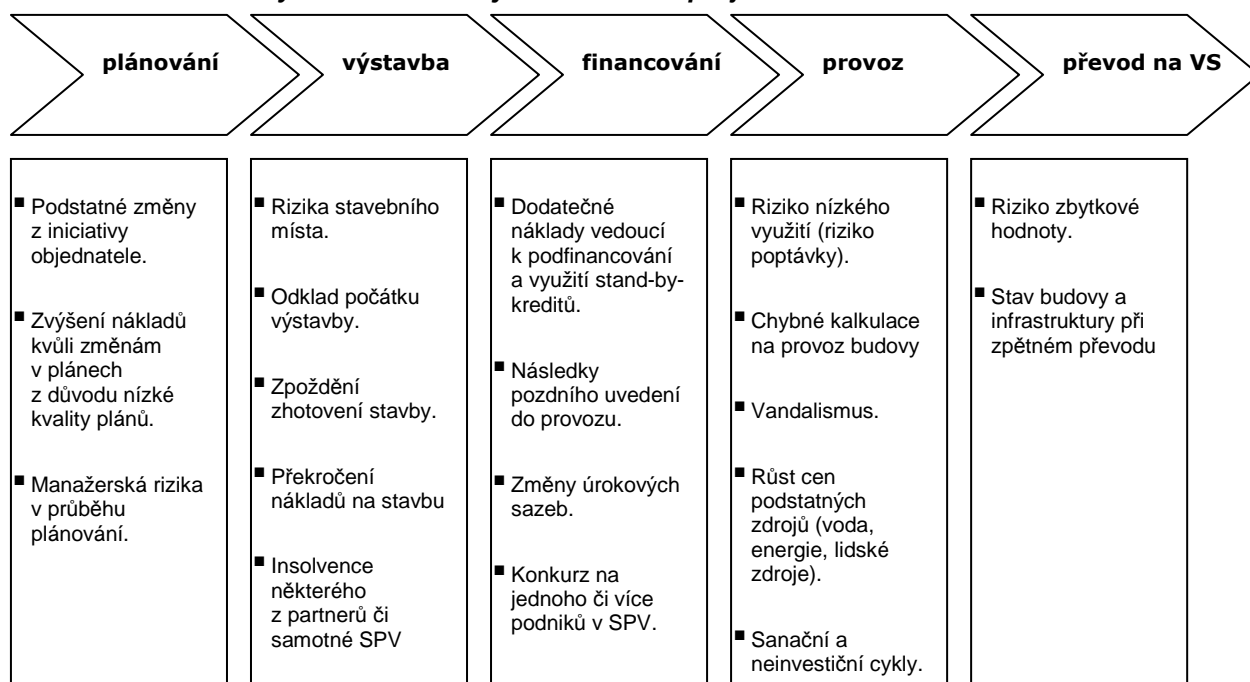 plánování
výstavba
financování
provoz
převod na VS
▪ Podstatné změny
z iniciativy
objednatele.
▪ Zvýšení nákladů
kvůli změnám
v plánech
z důvodu nízké
kvality plánů.
▪ Manažerská rizika
v průběhu
plánování.
▪ Rizika stavebního
místa.
▪ Odklad počátku
výstavby.
▪ Zpoždění
zhotovení stavby.
▪ Překročení
nákladů na stavbu
▪ Insolvence
některého
z partnerů či
samotné SPV
▪ Dodatečné
náklady vedoucí
k podfinancování
a využití stand-by-
kreditů.
▪ Následky
pozdního uvedení
do provozu.
▪ Změny úrokových
sazeb.
▪ Konkurz na
jednoho či více
podniků v SPV.
▪ Riziko nízkého
využití (riziko
poptávky).
▪ Chybné kalkulace
na provoz budovy
▪ Vandalismus.
▪ Růst cen
podstatných
zdrojů (voda,
energie, lidské
zdroje).
▪ Sanační a
neinvestiční cykly.
▪ Riziko zbytkové
hodnoty.
▪ Stav budovy a
infrastruktury při
zpětném převodu